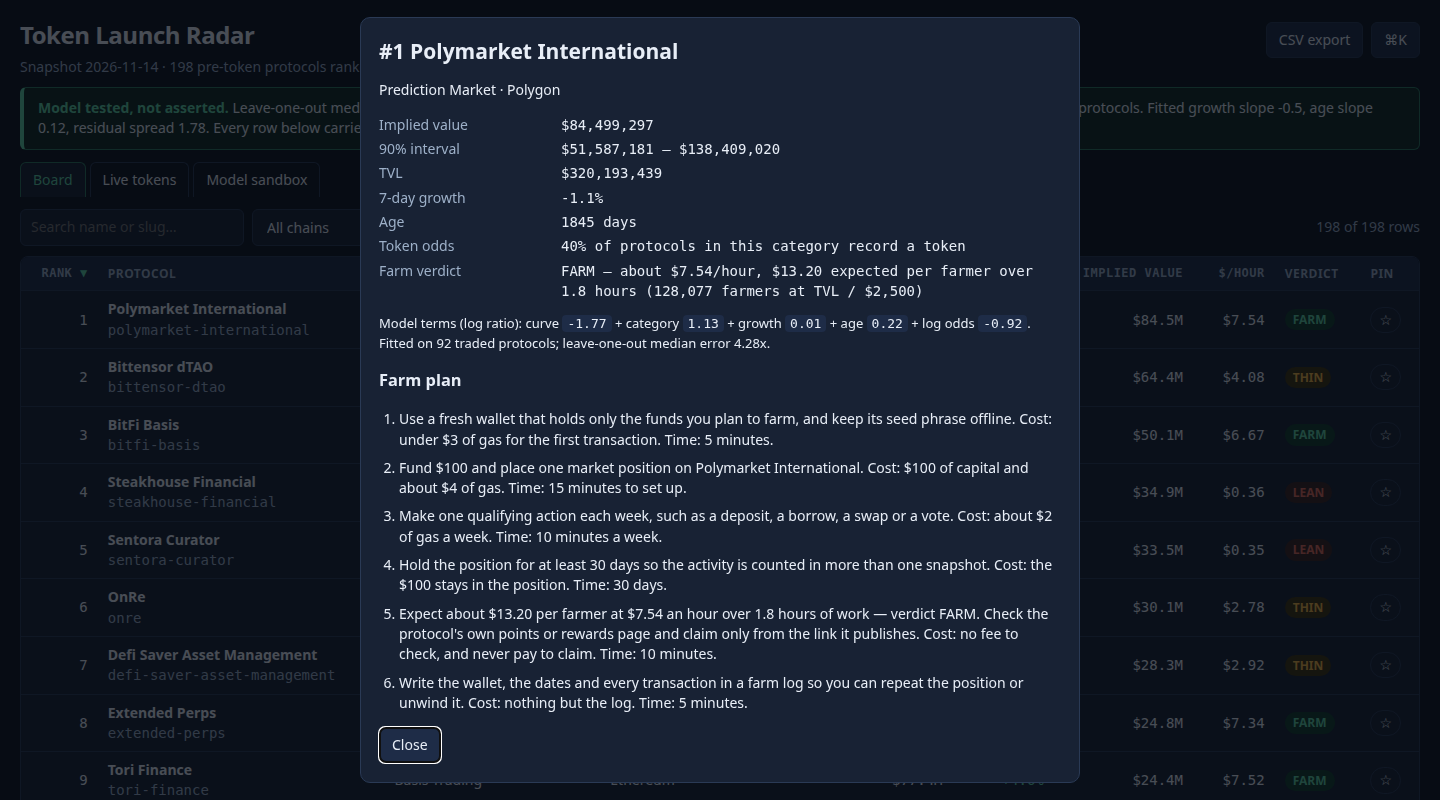 Token Launch Radar
Snapshot 2026-11-14 · 198 pre-token protocols rank
CSV export
⌘K
Model tested, not asserted. Leave-one-out med
protocols. Fitted growth slope -0.5, age slope
0.12, residual spread 1.78. Every row below carrie
Board
Live tokens
Model sandbox
Search name or slug...
All chains
198 of 198 rows
RANK ▼ PROTOCOL
IMPLIED VALUE $/HOUR VERDICT PIN
1 Polymarket International
polymarket-international
$84.5M $7.54 FARM ☆
2 Bittensor dTAO
bittensor-dtao
$64.4M $4.08 THIN ☆
3 BitFi Basis
bitfi-basis
$50.1M $6.67 FARM ☆
4 Steakhouse Financial
steakhouse-financial
$34.9M $0.36 LEAN ☆
5 Sentora Curator
sentora-curator
$33.5M $0.35 LEAN ☆
6 OnRe
onre
$30.1M $2.78 THIN ☆
7 Defi Saver Asset Management
defi-saver-asset-management
$28.3M $2.92 THIN ☆
8 Extended Perps
extended-perps
$24.8M $7.34 FARM ☆
9 Tori Finance
tori-finance
$24.4M $7.52 FARM ☆
#1 Polymarket International
Prediction Market · Polygon
Implied value $84,499,297
90% interval $51,587,181 — $138,409,020
TVL $320,193,439
7-day growth -1.1%
Age 1845 days
Token odds 40% of protocols in this category record a token
Farm verdict FARM — about $7.54/hour, $13.20 expected per farmer over
1.8 hours (128,077 farmers at TVL / $2,500)
Model terms (log ratio): curve -1.77 + category 1.13 + growth 0.01 + age 0.22 + log odds -0.92.
Fitted on 92 traded protocols; leave-one-out median error 4.28x.
Farm plan
1. Use a fresh wallet that holds only the funds you plan to farm, and keep its seed phrase offline. Cost:
under $3 of gas for the first transaction. Time: 5 minutes.
2. Fund $100 and place one market position on Polymarket International. Cost: $100 of capital and
about $4 of gas. Time: 15 minutes to set up.
3. Make one qualifying action each week, such as a deposit, a borrow, a swap or a vote. Cost: about $2
of gas a week. Time: 10 minutes a week.
4. Hold the position for at least 30 days so the activity is counted in more than one snapshot. Cost: the
$100 stays in the position. Time: 30 days.
5. Expect about $13.20 per farmer at $7.54 an hour over 1.8 hours of work — verdict FARM. Check the
protocol's own points or rewards page and claim only from the link it publishes. Cost: no fee to
check, and never pay to claim. Time: 10 minutes.
6. Write the wallet, the dates and every transaction in a farm log so you can repeat the position or
unwind it. Cost: nothing but the log. Time: 5 minutes.
Close